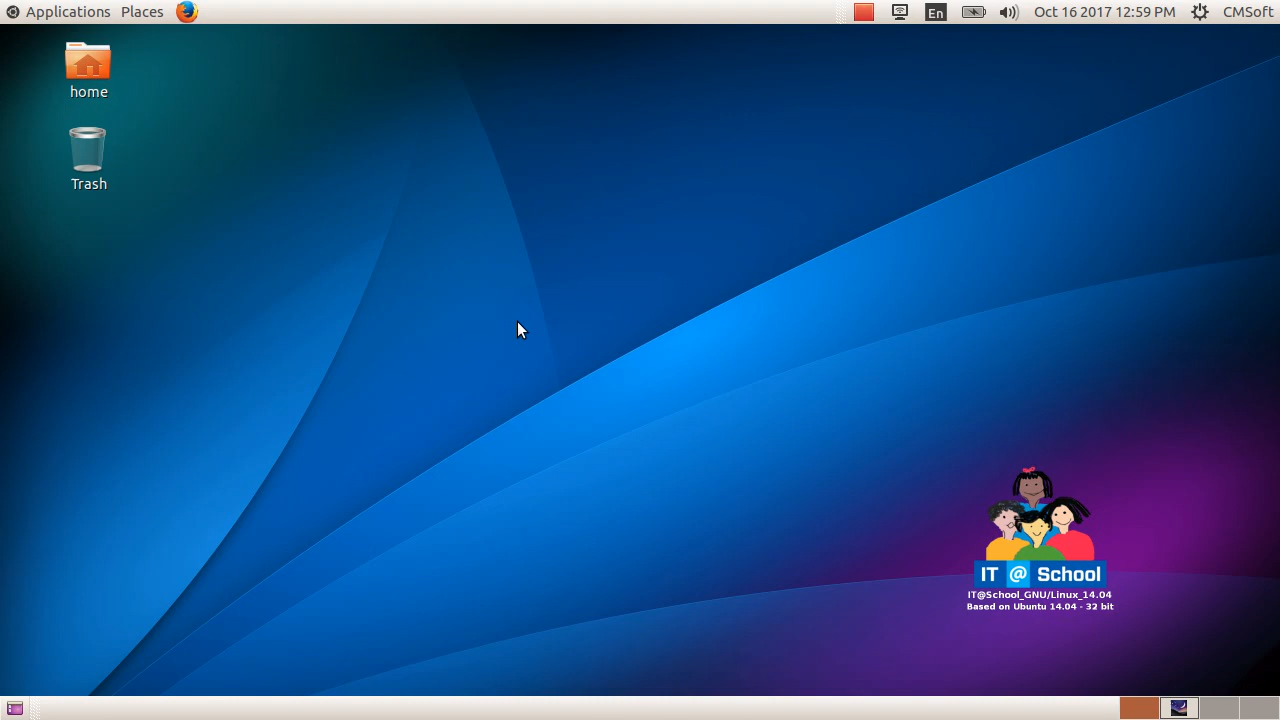 Applications Places En Oct 16 2017 12:59 PM CMSoft
home
Trash
IT @ School
IT@School_GNU/Linux_14.04
Based on Ubuntu 14.04 - 32 bit